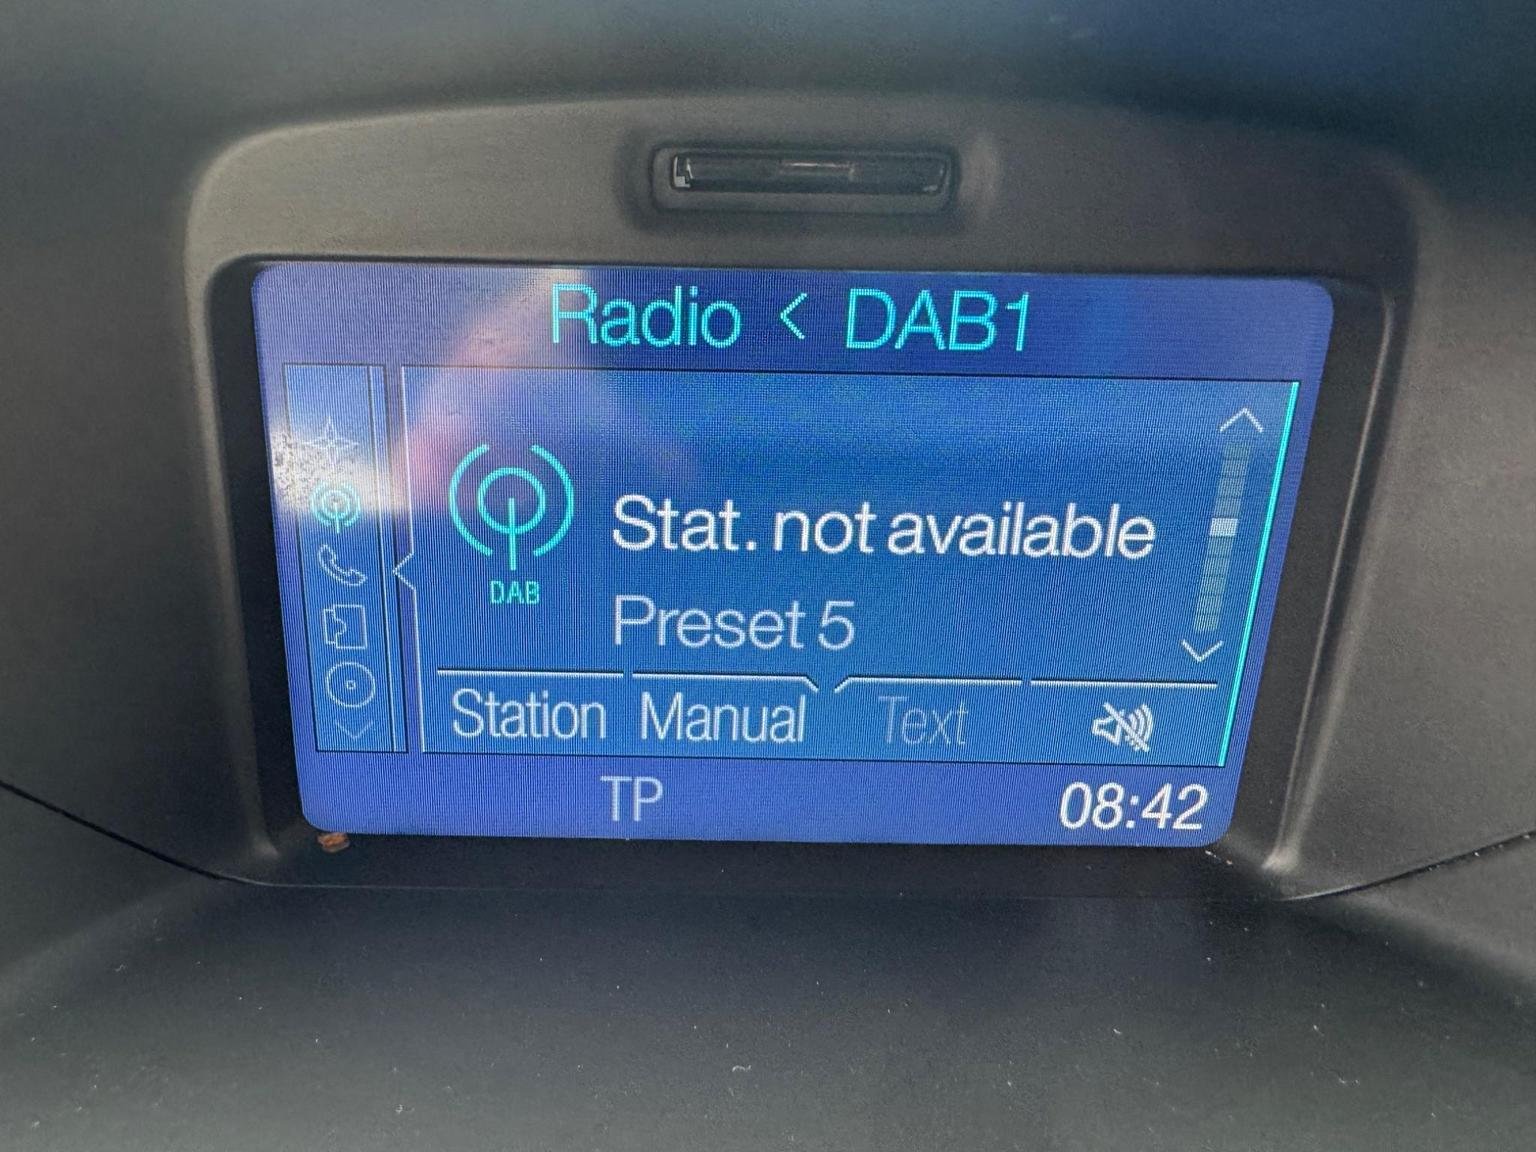 Radio < DAB1
DAB
Stat. not available
Preset 5
Station Manual Text
TP 08:42